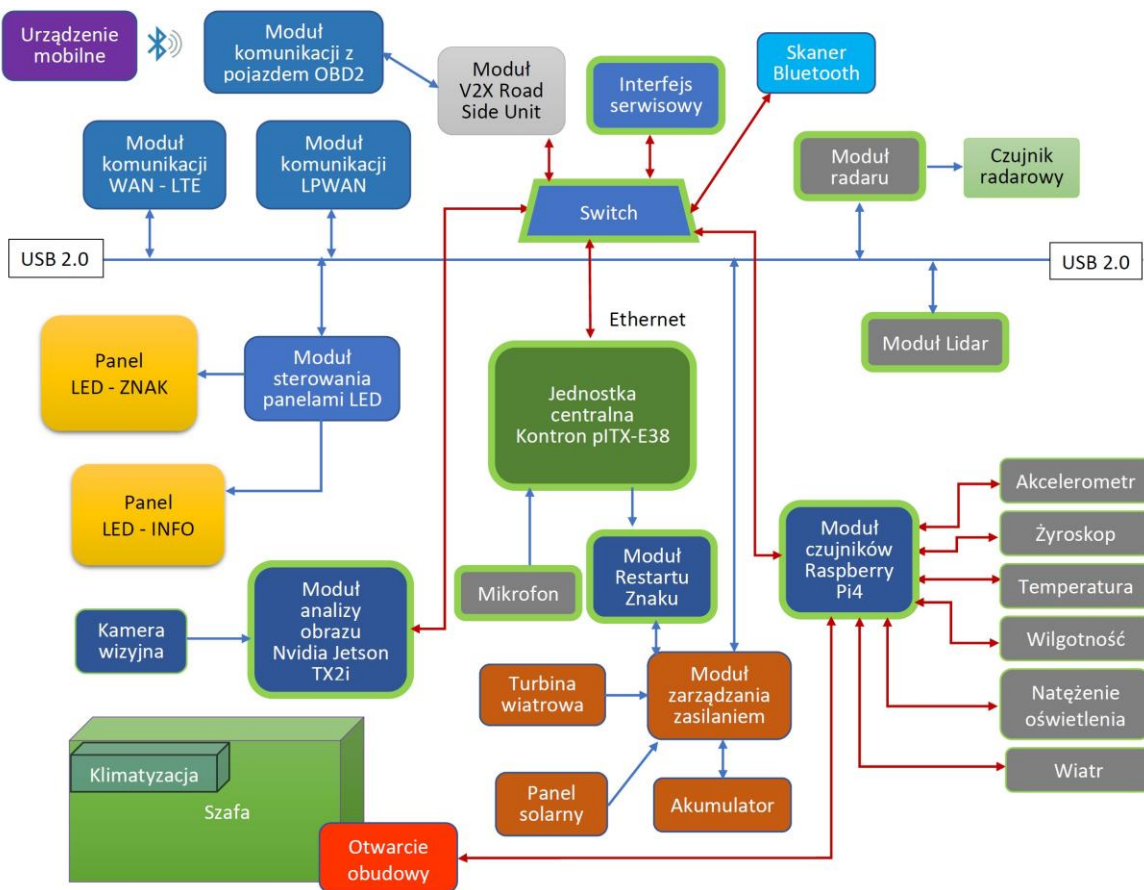 Urządzenie
mobilne
Moduł
komunikacji z
pojazdem OBD2
Moduł
V2X Road
Side Unit
Interfejs
serwisowy
Skaner
Bluetooth
Moduł
komunikacji
WAN - LTE
Moduł
komunikacji
LPWAN
Switch
Moduł
radaru
Czujnik
radarowy
USB 2.0
USB 2.0
Ethernet
Moduł Lidar
Panel
LED - ZNAK
Moduł
sterowania
panelami LED
Jednostka
centralna
Kontron pITX-E38
Panel
LED - INFO
Akcelerometr
Żyroskop
Temperatura
Wilgotność
Natężenie
oświetlenia
Wiatr
Moduł
czujników
Raspberry
Pi4
Mikrofon
Moduł
Restartu
Znaku
Kamera
wizyjna
Moduł
analizy
obrazu
Nvidia Jetson
TX2i
Turbina
wiatrowa
Moduł
zarządzania
zasilaniem
Panel
solarny
Akumulator
Klimatyzacja
Szafa
Otwarcie
obudowy